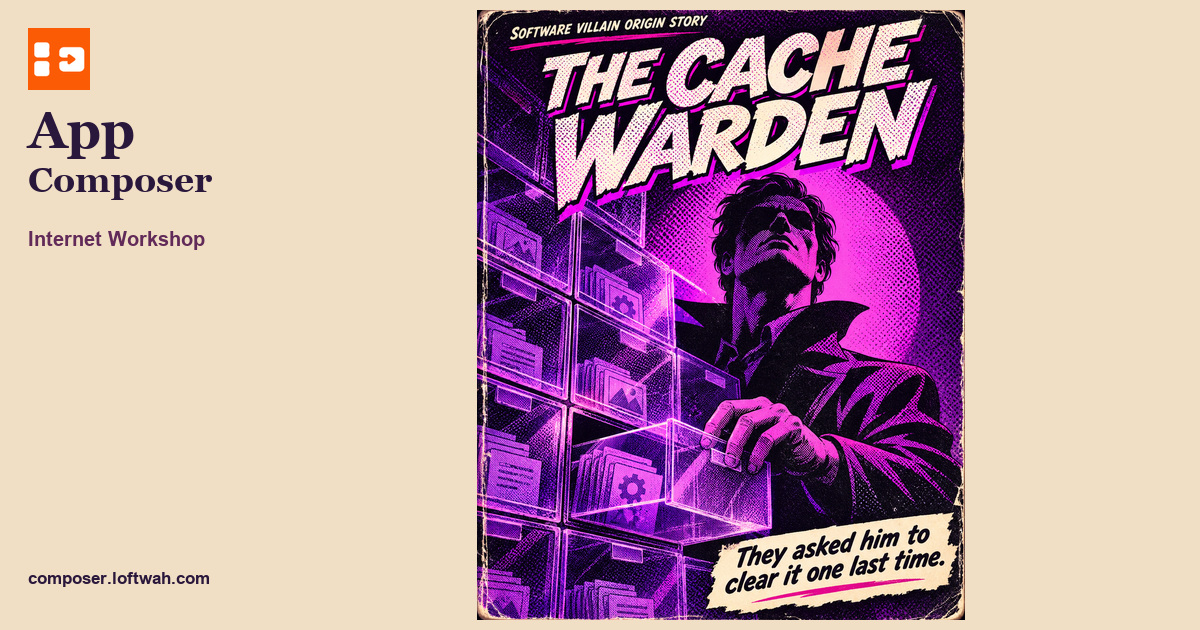 App
Composer
Internet Workshop
composer.loftwah.com
SOFTWARE VILLAIN ORIGIN STORY
THE CACHE
WARDEN
They asked him to
clear it one last time.